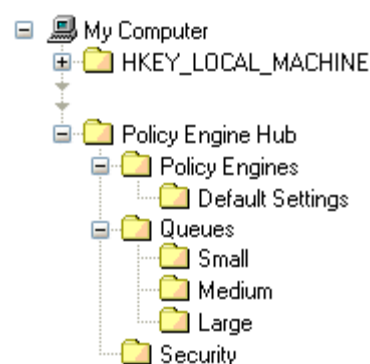 My Computer
HKEY_LOCAL_MACHINE
Policy Engine Hub
Policy Engines
Default Settings
Queues
Small
Medium
Large
Security